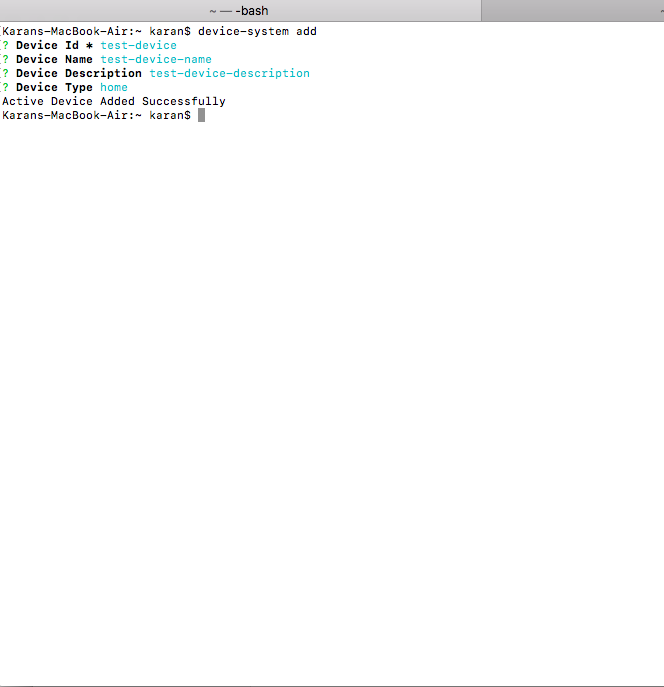 ~ — -bash
[Karans-MacBook-Air:~ karan$ device-system add
[? Device Id * test-device
[? Device Name test-device-name
[? Device Description test-device-description
[? Device Type home
Active Device Added Successfully
Karans-MacBook-Air:~ karan$